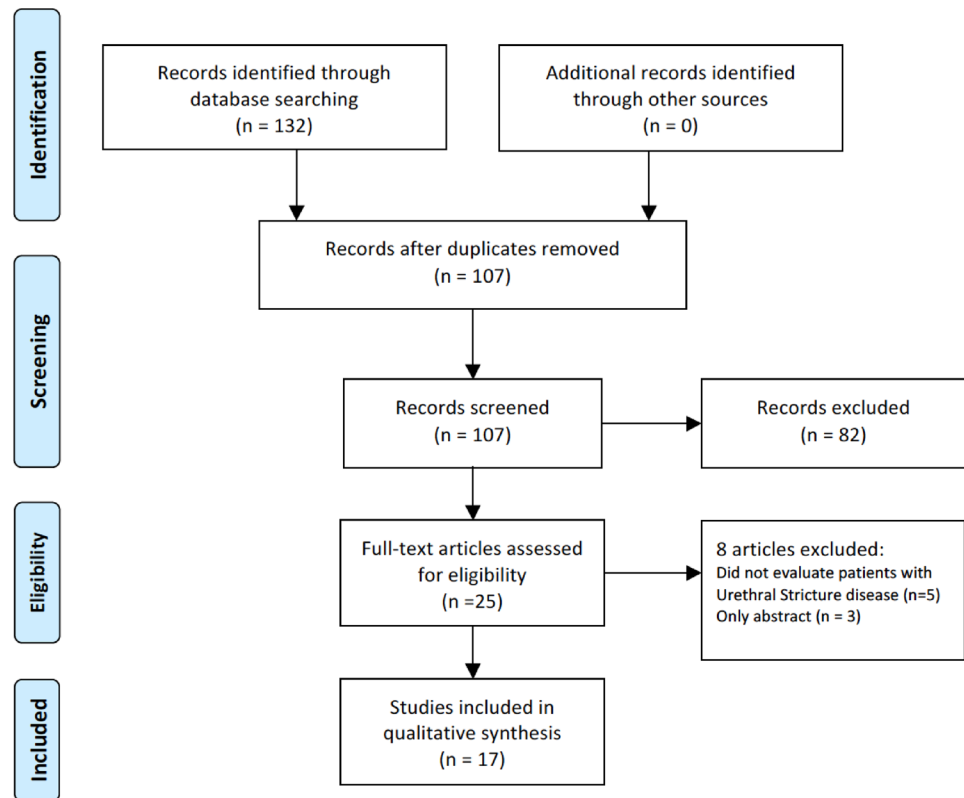 Identification
Records identified through
database searching
(n = 132)
Additional records identified
through other sources
(n = 0)
Records after duplicates removed
(n = 107)
Screening
Records screened
(n = 107)
Records excluded
(n = 82)
Eligibility
Full-text articles assessed
for eligibility
(n =25)
8 articles excluded:
Did not evaluate patients with
Urethral Stricture disease (n=5)
Only abstract (n = 3)
Included
Studies included in
qualitative synthesis
(n = 17)